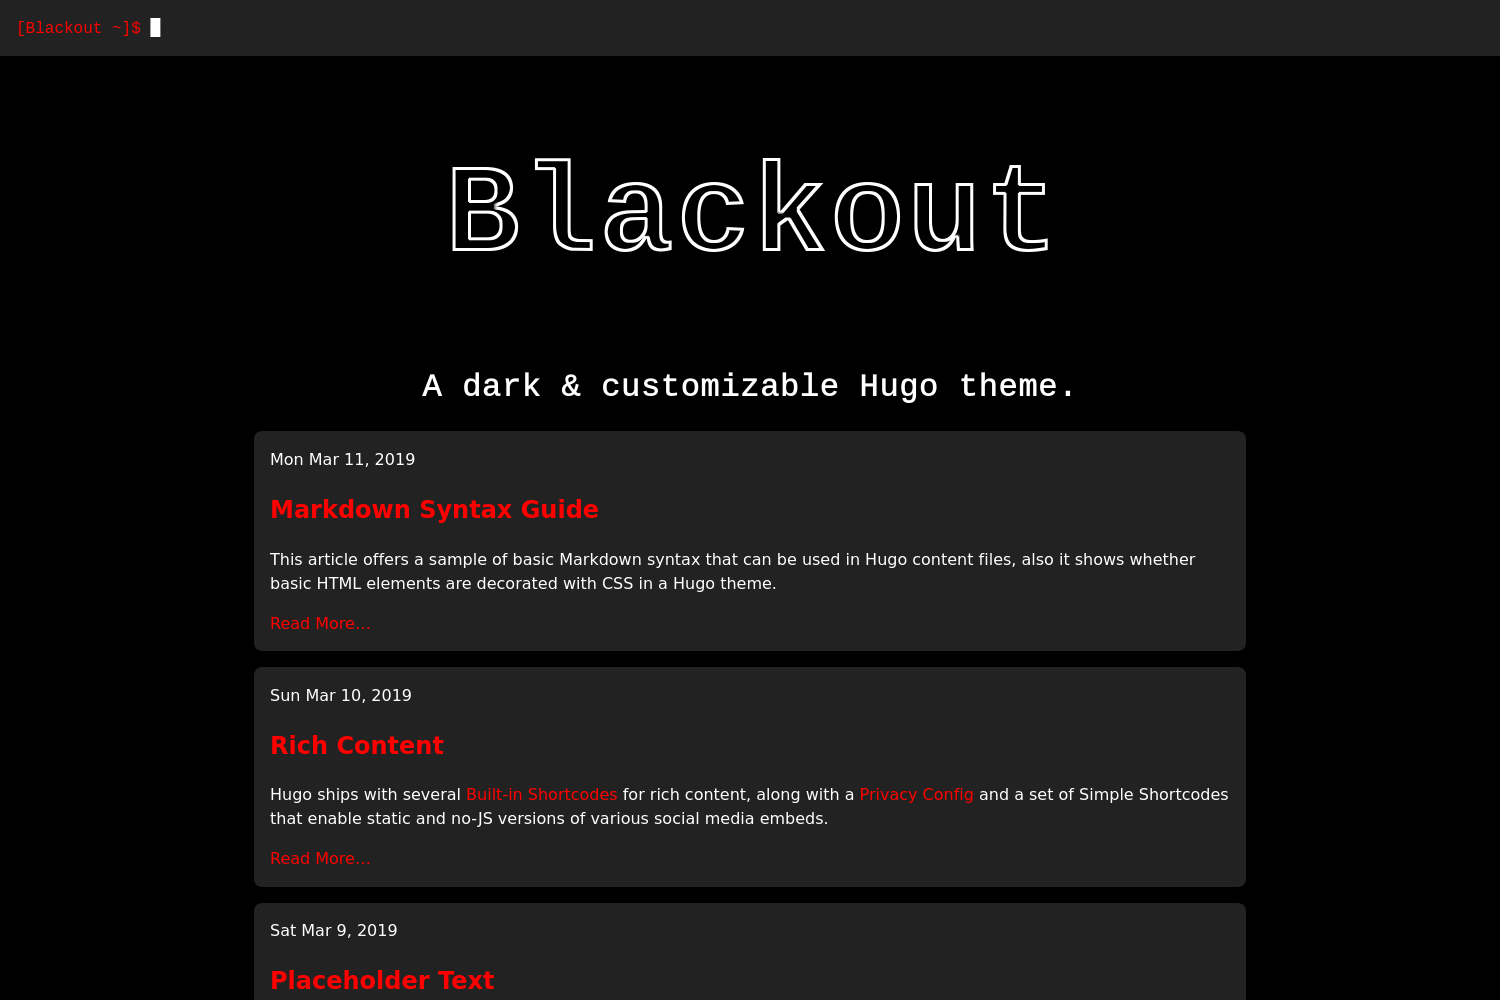 [Blackout ~]$
Blackout
A dark & customizable Hugo theme.
Mon Mar 11, 2019
Markdown Syntax Guide
This article offers a sample of basic Markdown syntax that can be used in Hugo content files, also it shows whether
basic HTML elements are decorated with CSS in a Hugo theme.
Read More…
Sun Mar 10, 2019
Rich Content
Hugo ships with several Built-in Shortcodes for rich content, along with a Privacy Config and a set of Simple Shortcodes
that enable static and no-JS versions of various social media embeds.
Read More…
Sat Mar 9, 2019
Placeholder Text